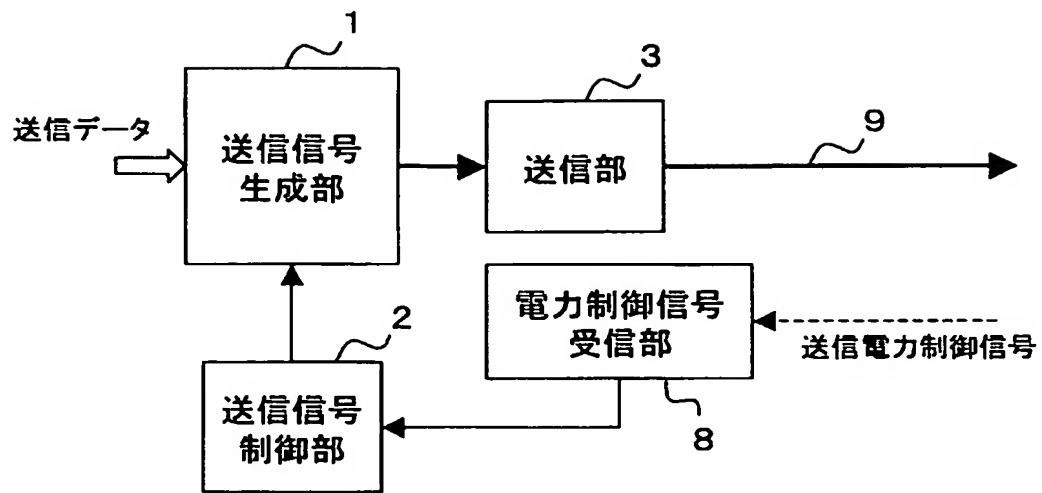 1
3
9
送信データ
送信信号
生成部
送信部
2
電力制御信号
受信部
送信電力制御信号
送信信号
制御部
8